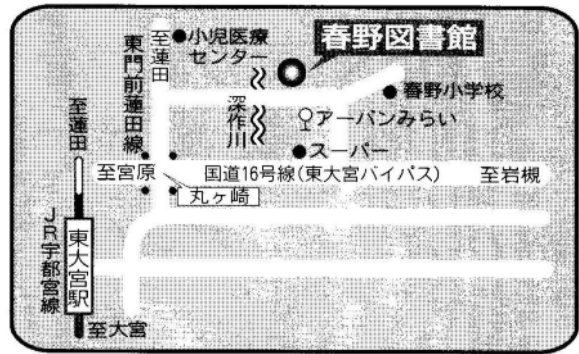 至蓮田
小児医療
センター
春野図書館
東門前蓮田線
深作川
春野小学校
アーバンみらい
スーパー
至蓮田
至宮原
国道16号線(東大宮バイパス)
至岩槻
丸ヶ崎
JR宇都宮線
東大宮駅
至大宮